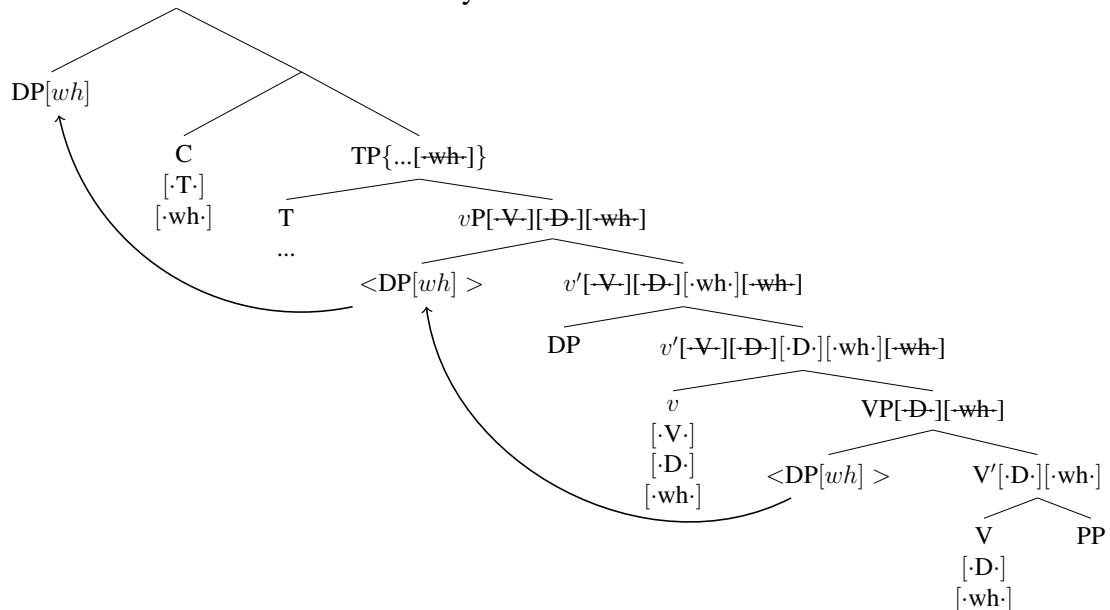 DP[wh]
C
[·T·]
[·wh·]
TP{...[·wh·]}
T
...
vP[·V·][·D·][·wh·]
<DP[wh] >
v′[·V·][·D·][·wh·][·wh·]
DP
v′[·V·][·D·][·D·][·wh·][·wh·]
v
[·V·]
[·D·]
[·wh·]
VP[·D·][·wh·]
<DP[wh] >
V′[·D·][·wh·]
V
[·D·]
[·wh·]
PP